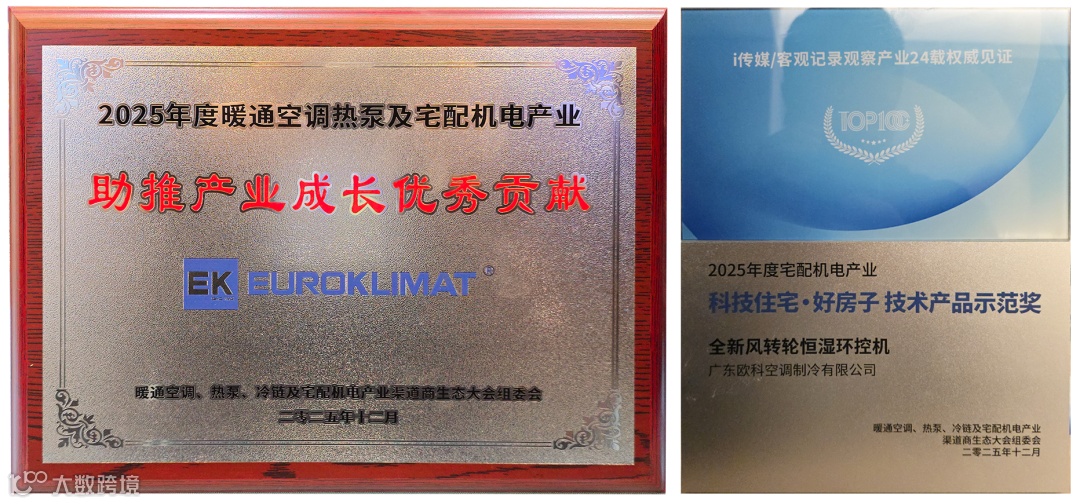 2025年度暖通空调热泵及宅配机电产业
助推产业成长优秀贡献
EK EUROKLIMAT®
暖通空调、热泵、冷链及宅配机电产业渠道商生态大会组委会
二零二五年十二月
i传媒/客观记录观察产业24载权威见证
TOP100
2025年度宅配机电产业
科技住宅·好房子 技术产品示范奖
全新风转轮恒湿环控机
广东欧科空调制冷有限公司
暖通空调、热泵、冷链及宅配机电产业
渠道商生态大会组委会
二零二五年十二月
大数跨境